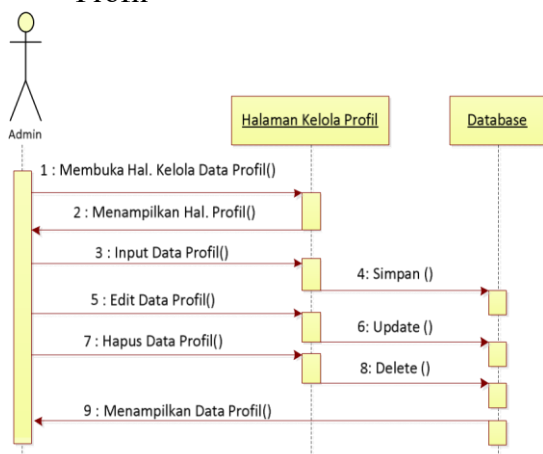 Profil
Admin
Halaman Kelola Profil
Database
1 : Membuka Hal. Kelola Data Profil()
2 : Menampilkan Hal. Profil()
3 : Input Data Profil()
4: Simpan ()
5 : Edit Data Profil()
6: Update ()
7 : Hapus Data Profil()
8: Delete ()
9 : Menampilkan Data Profil()